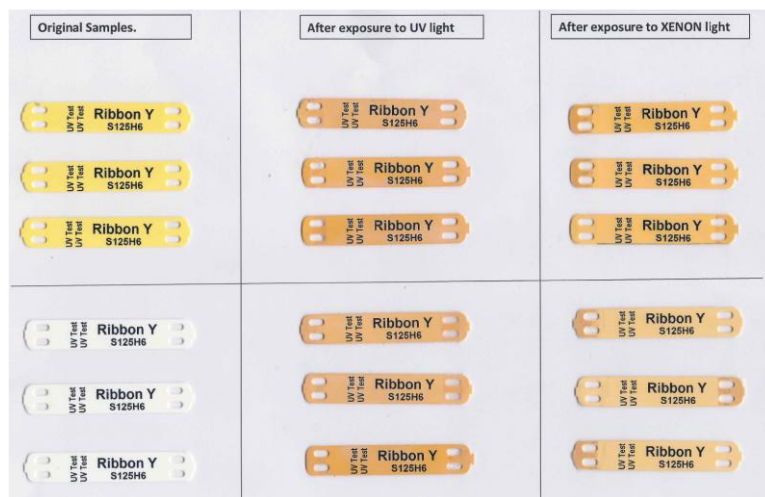 Original Samples.
After exposure to UV light
After exposure to XENON light
UV Test
UV Test
Ribbon Y
S125H6
UV Test
UV Test
Ribbon Y
S125H6
UV Test
UV Test
Ribbon Y
S125H6
UV Test
UV Test
Ribbon Y
S125H6
UV Test
UV Test
Ribbon Y
S125H6
UV Test
UV Test
Ribbon Y
S125H6
UV Test
UV Test
Ribbon Y
S125H6
UV Test
UV Test
Ribbon Y
S125H6
UV Test
UV Test
Ribbon Y
S125H6
UV Test
UV Test
Ribbon Y
S125H6
UV Test
UV Test
Ribbon Y
S125H6
UV Test
UV Test
Ribbon Y
S125H6
UV Test
UV Test
Ribbon Y
S125H6
UV Test
UV Test
Ribbon Y
S125H6
UV Test
UV Test
Ribbon Y
S125H6
UV Test
UV Test
Ribbon Y
S125H6
UV Test
UV Test
Ribbon Y
S125H6
UV Test
UV Test
Ribbon Y
S125H6